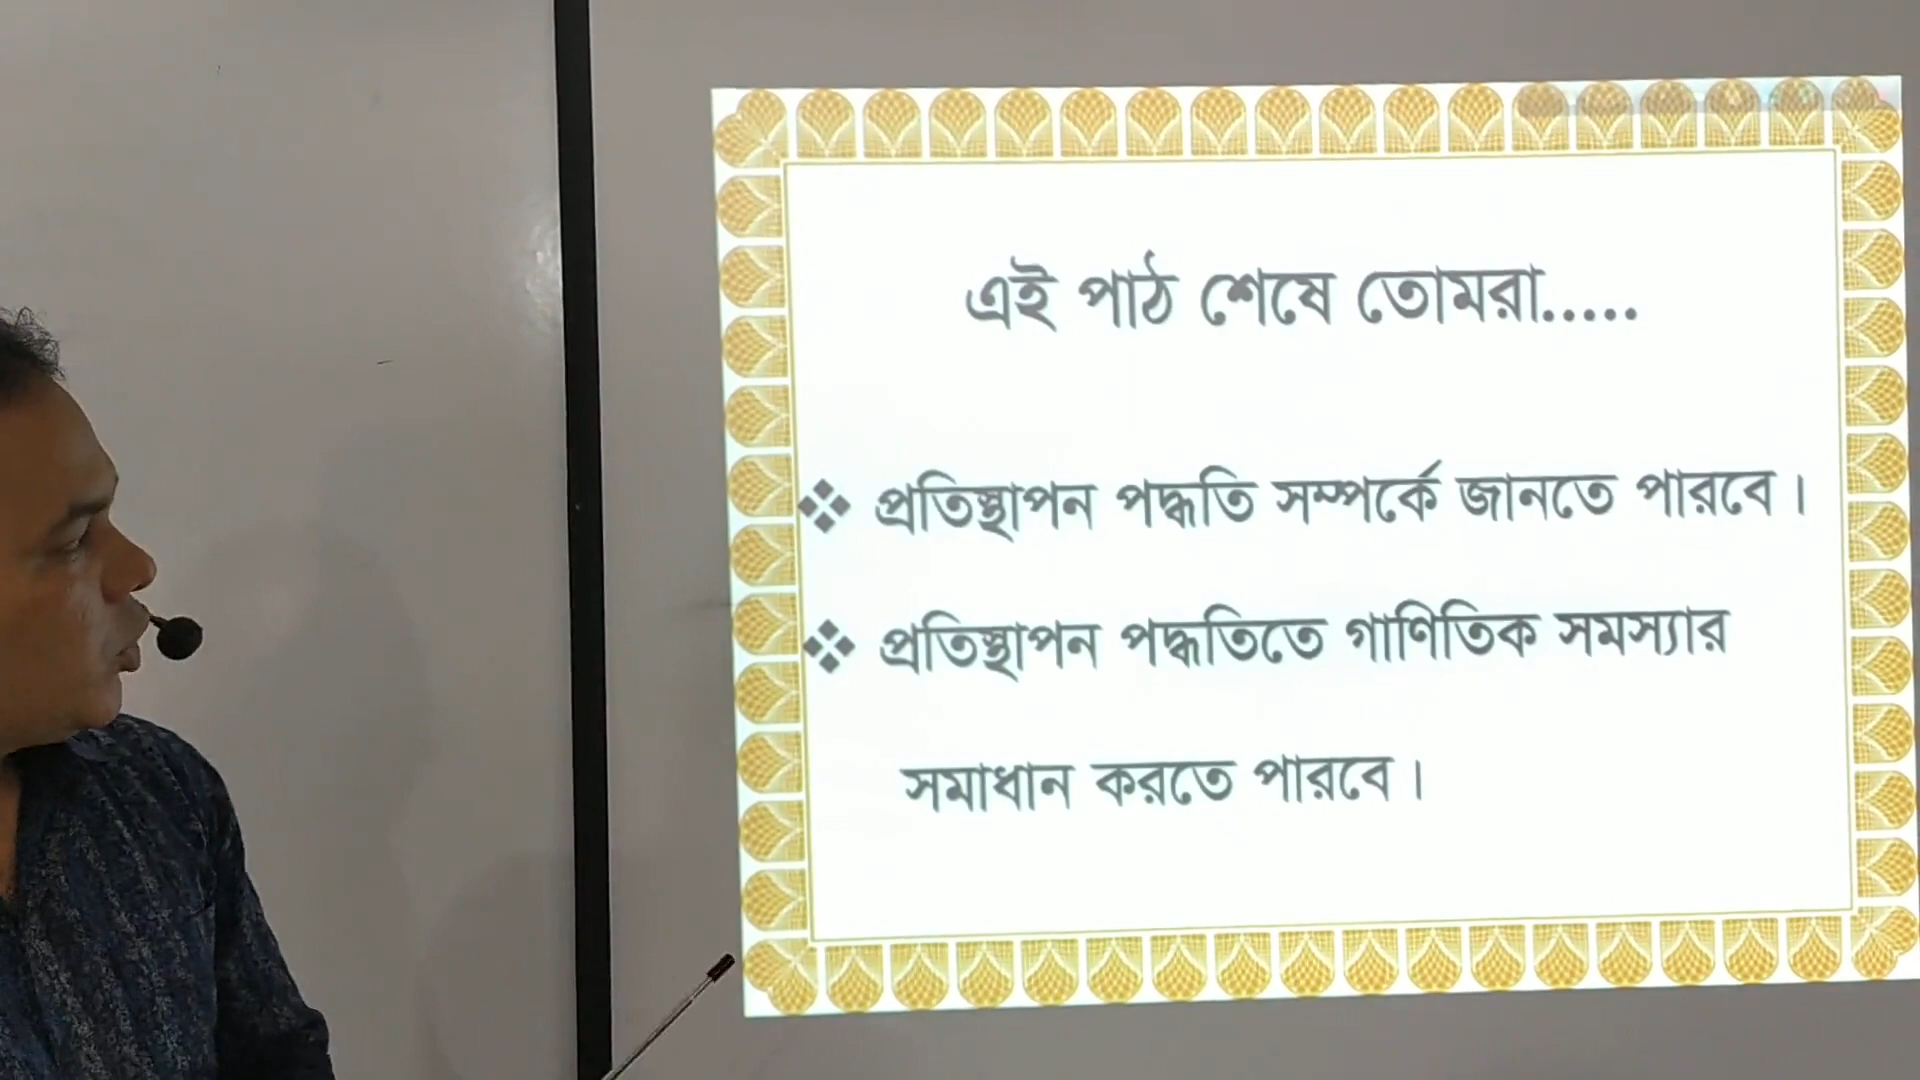 এই পাঠ শেষে তোমরা.....
❖ প্রতিস্থাপন পদ্ধতি সম্পর্কে জানতে পারবে।
❖ প্রতিস্থাপন পদ্ধতিতে গাণিতিক সমস্যার
সমাধান করতে পারবে।